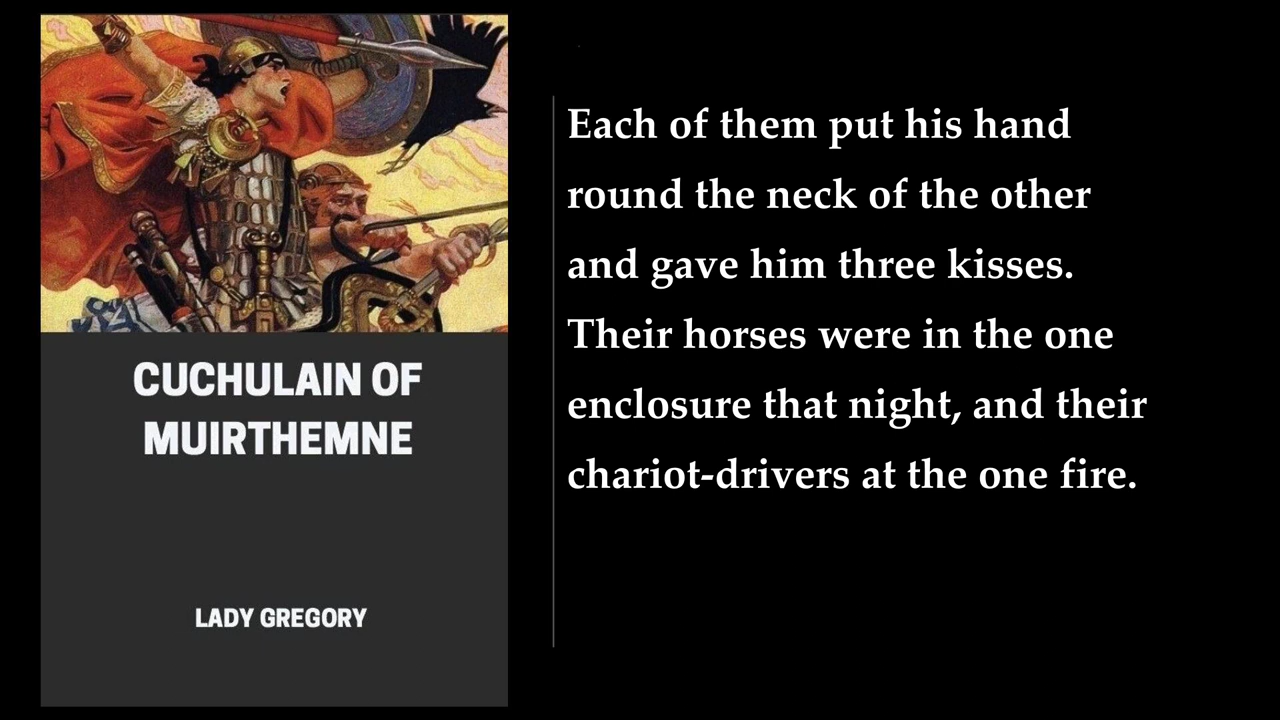 CUCHULAIN OF
MUIRTHEMNE
LADY GREGORY
Each of them put his hand
round the neck of the other
and gave him three kisses.
Their horses were in the one
enclosure that night, and their
chariot-drivers at the one fire.